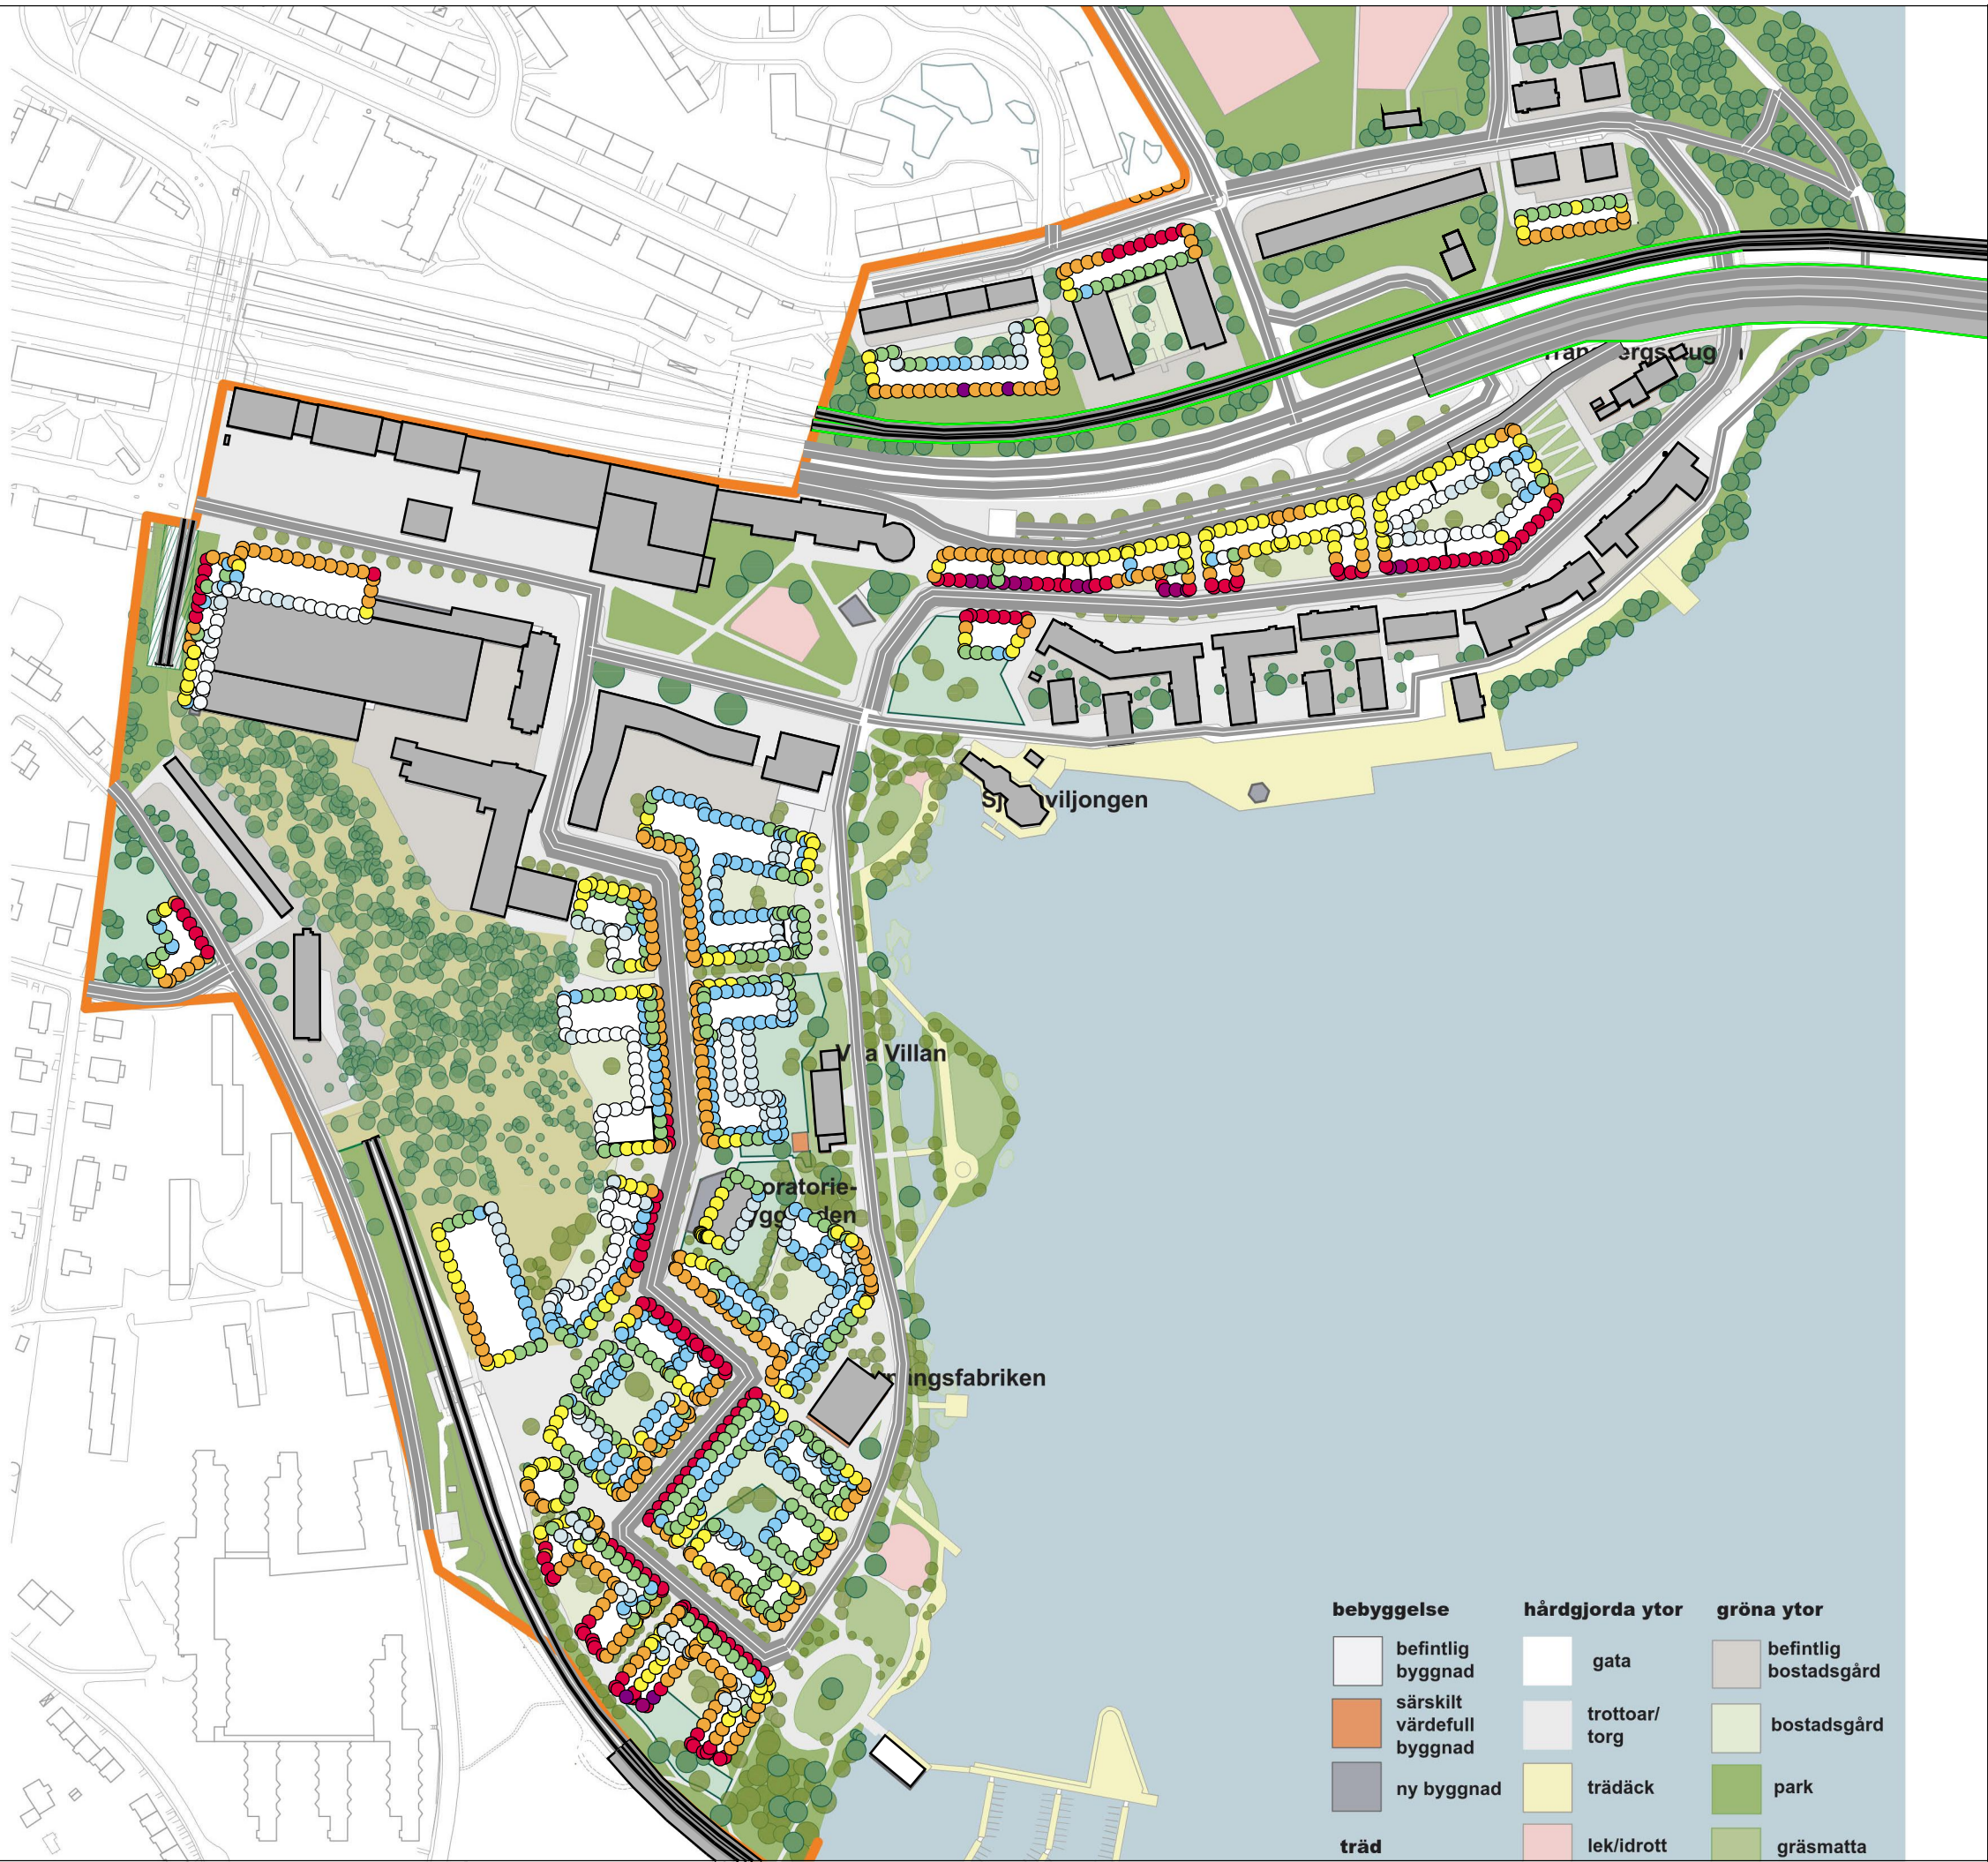 viljongen
Villan
oratorie-
ingsfabriken
bebyggelse
befintlig
byggnad
särskilt
värdefull
byggnad
ny byggnad
träd
hårdgjorda ytor
gata
trottoar/
torg
trädäck
lek/idrott
gröna ytor
befintlig
bostadsgård
bostadsgård
park
gräsmatta